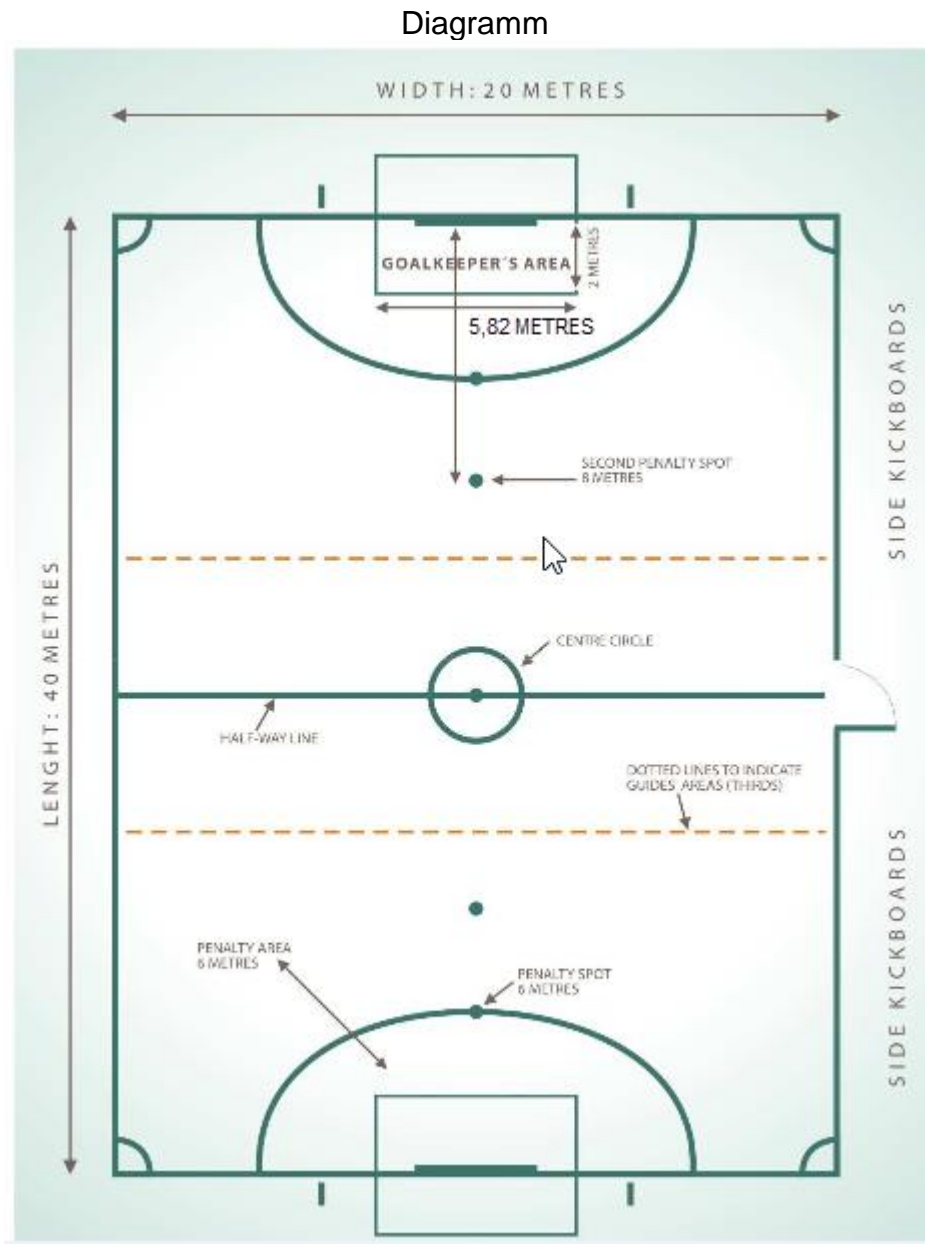 Diagramm
WIDTH: 20 METRES
GOALKEEPER´S AREA
2 METRES
5,82 METRES
SIDE KICKBOARDS
SECOND PENALTY SPOT
8 METRES
LENGHT: 40 METRES
CENTRE CIRCLE
HALF-WAY LINE
DOTTED LINES TO INDICATE
GUIDES´ AREAS (THIRDS)
SIDE KICKBOARDS
PENALTY AREA
6 METRES
PENALTY SPOT
6 METRES